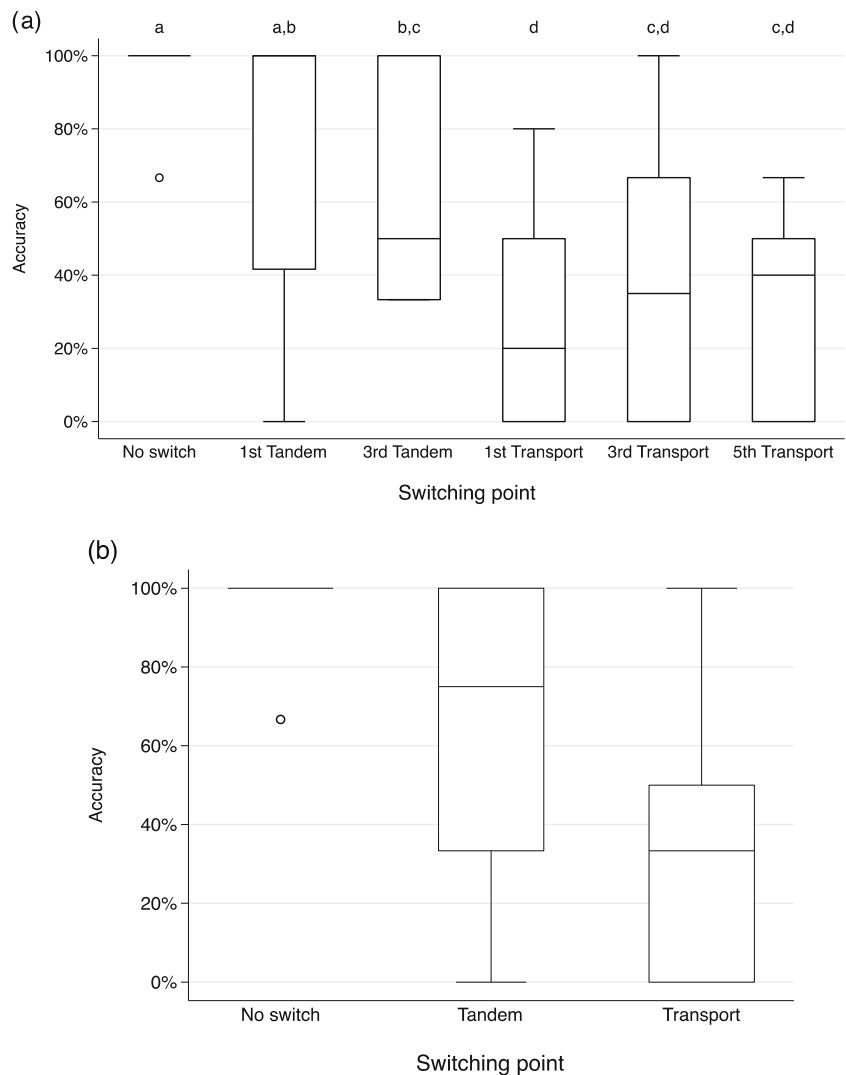 (a)
a a,b b,c d c,d c,d
100%
80%
60%
40%
20%
0%
Accuracy
No switch 1st Tandem 3rd Tandem 1st Transport 3rd Transport 5th Transport
Switching point
(b)
100%
80%
60%
40%
20%
0%
Accuracy
No switch Tandem Transport
Switching point